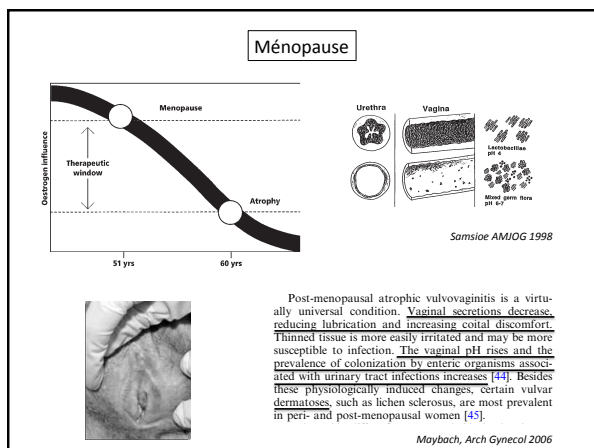 Ménopause
Oestrogen influence
Menopause
Therapeutic
window
Atrophy
51 yrs
60 yrs
Urethra
Vagina
Lactobacillae
pH 4
Mixed germ flora
pH 6-7
Samsioe AMJOG 1998
Post-menopausal atrophic vulvovaginitis is a virtu-
ally universal condition. Vaginal secretions decrease,
reducing lubrication and increasing coital discomfort.
Thinned tissue is more easily irritated and may be more
susceptible to infection. The vaginal pH rises and the
prevalence of colonization by enteric organisms associ-
ated with urinary tract infections increases [44]. Besides
these physiologically induced changes, certain vulvar
dermatoses, such as lichen sclerosus, are most prevalent
in peri- and post-menopausal women [45].
Maybach, Arch Gynecol 2006